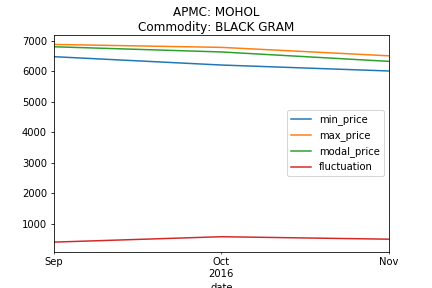 APMC: MOHOL
Commodity: BLACK GRAM
7000
6000
5000
4000
3000
2000
1000
min_price
max_price
modal_price
fluctuation
Sep
Oct
Nov
2016
date